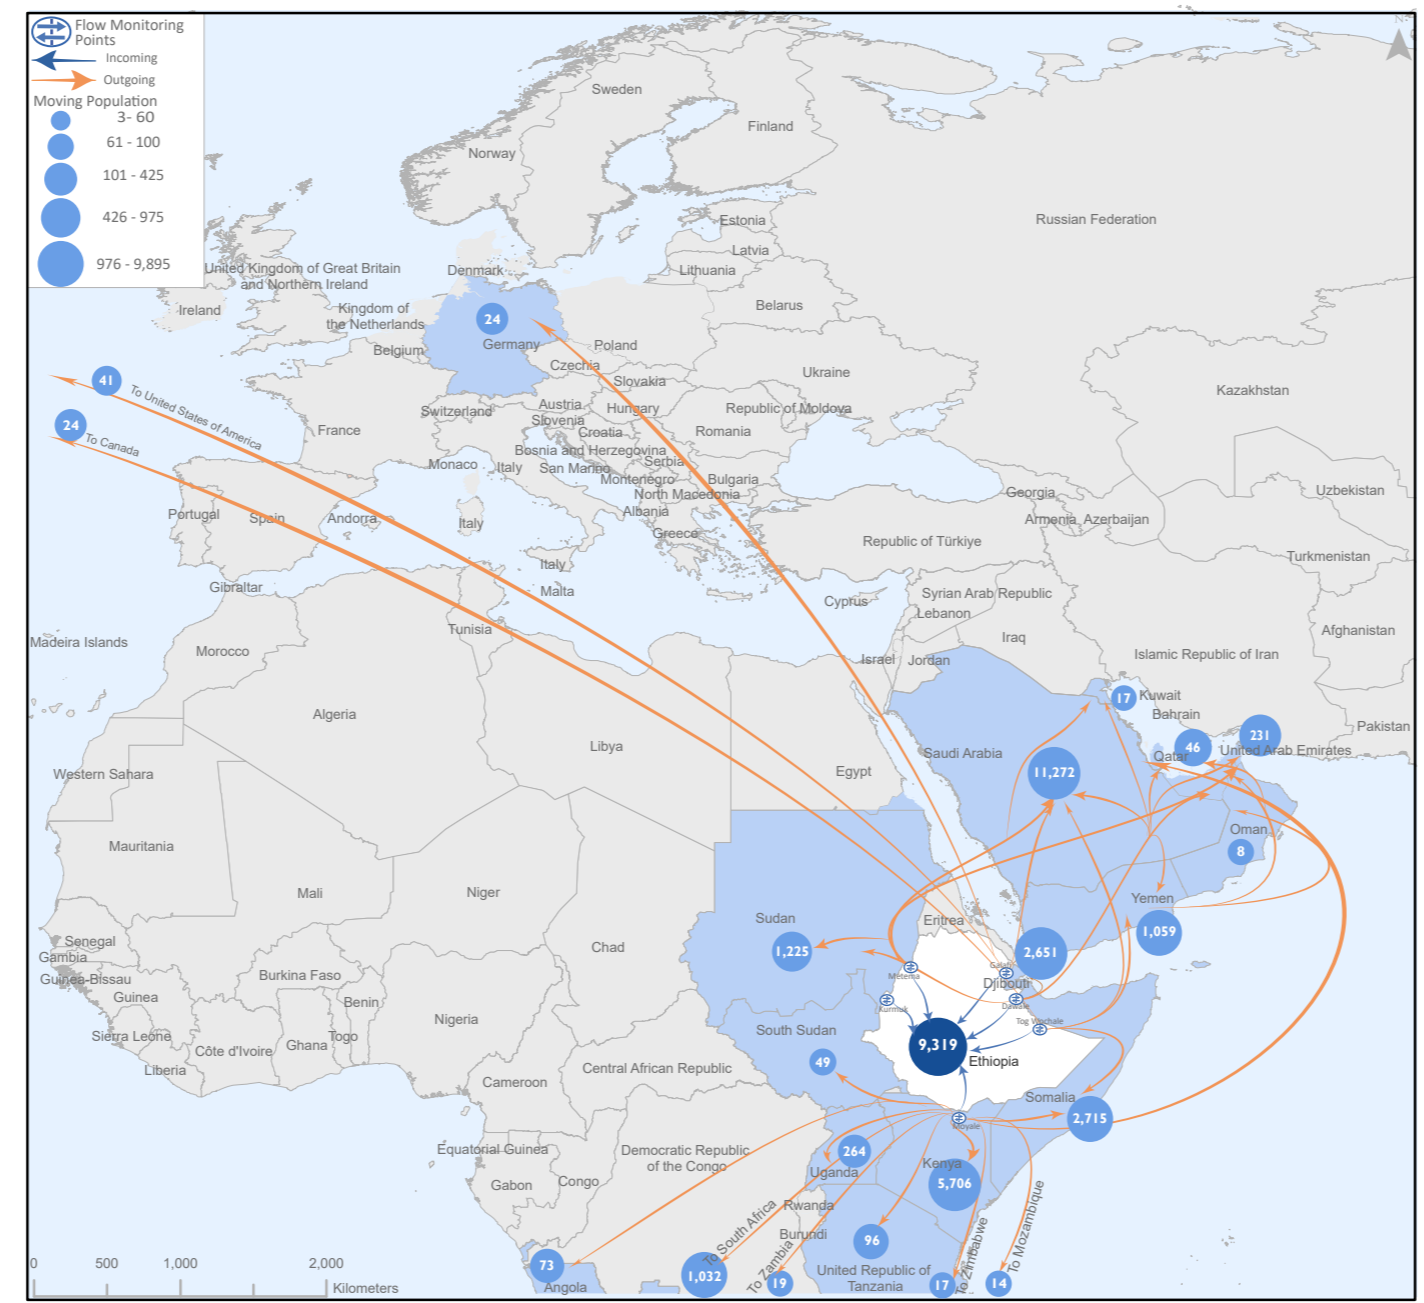 N
Flow Monitoring
Points
Incoming
Outgoing
Moving Population
3- 60
61 - 100
101 - 425
426 - 975
976 - 9,895
Sweden
Finland
Norway
Russian Federation
Estonia
Latvia
Lithuania
Denmark
United Kingdom of Great Britain
and Northern Ireland
Ireland
Kingdom of
the Netherlands
Belarus
24
Germany
Poland
Belgium
Czechia
Ukraine
Slovakia
Kazakhstan
41
To United States of America
24
To Canada
Switzerland
Austria
Hungary
Republic of Moldova
Slovenia
France
Croatia
Romania
Bosnia and Herzegovina
Monaco
Italy
San Marino
Serbia
Montenegro
Bulgaria
North Macedonia
Georgia
Uzbekistan
Portugal
Spain
Andorra
Italy
Albania
Armenia
Azerbaijan
Greece
Republic of Türkiye
Turkmenistan
Italy
Gibraltar
Malta
Cyprus
Syrian Arab Republic
Lebanon
Madeira Islands
Tunisia
Iraq
Afghanistan
Morocco
Israel
Jordan
Islamic Republic of Iran
17
Kuwait
Algeria
Bahrain
Pakistan
Libya
Saudi Arabia
46
231
Qatar
United Arab Emirates
Western Sahara
Egypt
11,272
Mauritania
Oman
8
Mali
Niger
Yemen
1,059
Sudan
Eritrea
Senegal
Chad
1,225
2,651
Gambia
Metema
Galafi
Guinea-Bissau
Burkina Faso
Djibouti
Guinea
Benin
Kurmuk
Dawale
Sierra Leone
Côte d'Ivoire
Ghana
Togo
Nigeria
South Sudan
Tog Wochale
9,319
Ethiopia
Liberia
49
Cameroon
Central African Republic
Somalia
2,715
Moyale
Equatorial Guinea
Democratic Republic
of the Congo
264
Uganda
Kenya
5,706
Gabon
Congo
Rwanda
Burundi
96
United Republic of
Tanzania
73
Angola
To South Africa
1,032
To Zambia
19
To Zimbabwe
17
To Mozambique
14
0
500
1,000
2,000
Kilometers